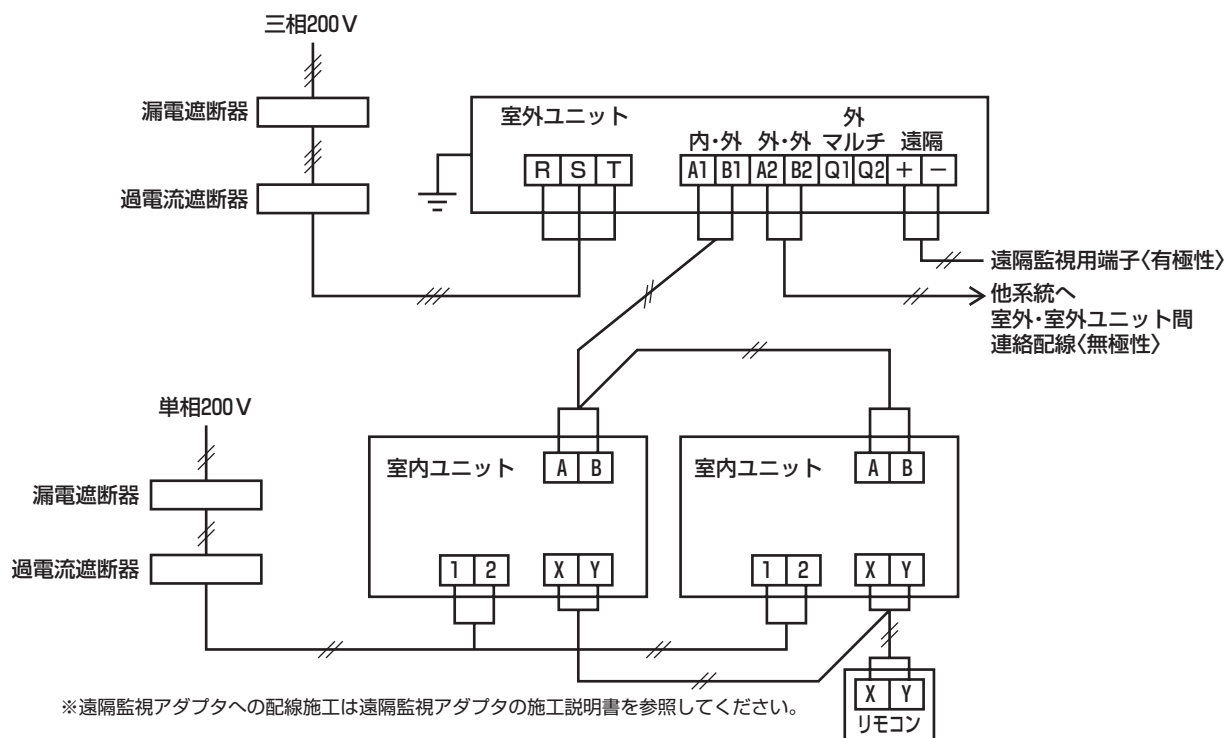 三相200V
漏電遮断器
過電流遮断器
室外ユニット
内・外
外・外
外
マルチ
遠隔
R S T
A1 B1 A2 B2 Q1 Q2 + −
遠隔監視用端子〈有極性〉
他系統へ
室外・室外ユニット間
連絡配線〈無極性〉
単相200V
漏電遮断器
過電流遮断器
室内ユニット
A B
1 2
X Y
室内ユニット
A B
1 2
X Y
X Y
リモコン
※遠隔監視アダプタへの配線施工は遠隔監視アダプタの施工説明書を参照してください。